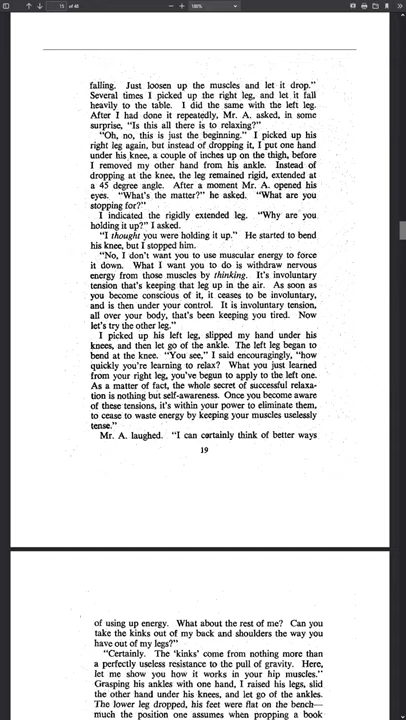 15
of 48
100%
falling. Just loosen up the muscles and let it drop."
Several times I picked up the right leg, and let it fall
heavily to the table. I did the same with the left leg.
After I had done it repeatedly, Mr. A. asked, in some
surprise, "Is this all there is to relaxing?"
"Oh, no, this is just the beginning." I picked up his
right leg again, but instead of dropping it, I put one hand
under his knee, a couple of inches up on the thigh, before
I removed my other hand from his ankle. Instead of
dropping at the knee, the leg remained rigid, extended at
a 45 degree angle. After a moment Mr. A. opened his
eyes. "What's the matter?" he asked. "What are you
stopping for?"
I indicated the rigidly extended leg. "Why are you
holding it up?" I asked.
"I thought you were holding it up." He started to bend
his knee, but I stopped him.
"No, I don't want you to use muscular energy to force
it down. What I want you to do is withdraw nervous
energy from those muscles by thinking. It's involuntary
tension that's keeping that leg up in the air. As soon as
you become conscious of it, it ceases to be involuntary,
and is then under your control. It is involuntary tension,
all over your body, that's been keeping you tired. Now
let's try the other leg."
I picked up his left leg, slipped my hand under his
knees, and then let go of the ankle. The left leg began to
bend at the knee. "You see," I said encouragingly, "how
quickly you're learning to relax? What you just learned
from your right leg, you've begun to apply to the left one.
As a matter of fact, the whole secret of successful relaxa-
tion is nothing but self-awareness. Once you become aware
of these tensions, it's within your power to eliminate them,
to cease to waste energy by keeping your muscles uselessly
tense."
Mr. A. laughed. "I can certainly think of better ways
19
of using up energy. What about the rest of me? Can you
take the kinks out of my back and shoulders the way you
have out of my legs?"
"Certainly. The 'kinks' come from nothing more than
a perfectly useless resistance to the pull of gravity. Here,
let me show you how it works in your hip muscles."
Grasping his ankles with one hand, I raised his legs, slid
the other hand under his knees, and let go of the ankles.
The lower leg dropped, his feet were flat on the bench—
much the position one assumes when propping a book